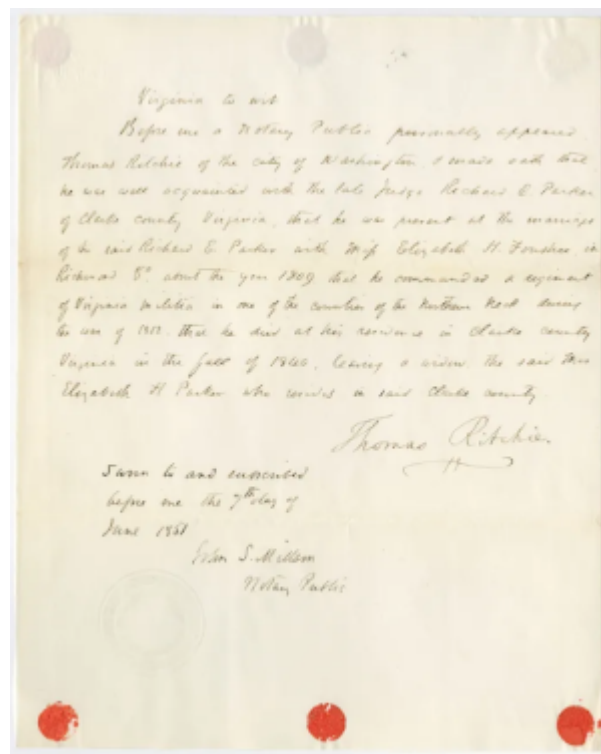 Virginia to wit
Before me a Notary Public personally appeared
Thomas Ritchie of the city of Washington & made oath that
he was well acquainted with the late Judge Richard E. Parker
of Clarke county Virginia, that he was present at the marriage
of the said Richard E. Parker with Miss Elizabeth H. Foushee, in
Richmond Va. about the year 1809, that he commanded a regiment
of Virginia militia in one of the counties of the Northern Neck during
the war of 1812, that he died at his residence in Clarke county
Virginia in the fall of 1840, leaving a widow, the said
Elizabeth H Parker who resides in said Clarke county.
Thomas Ritchie
Sworn to and subscribed
before me the 7th day of
June 1851
John S.
Notary Public